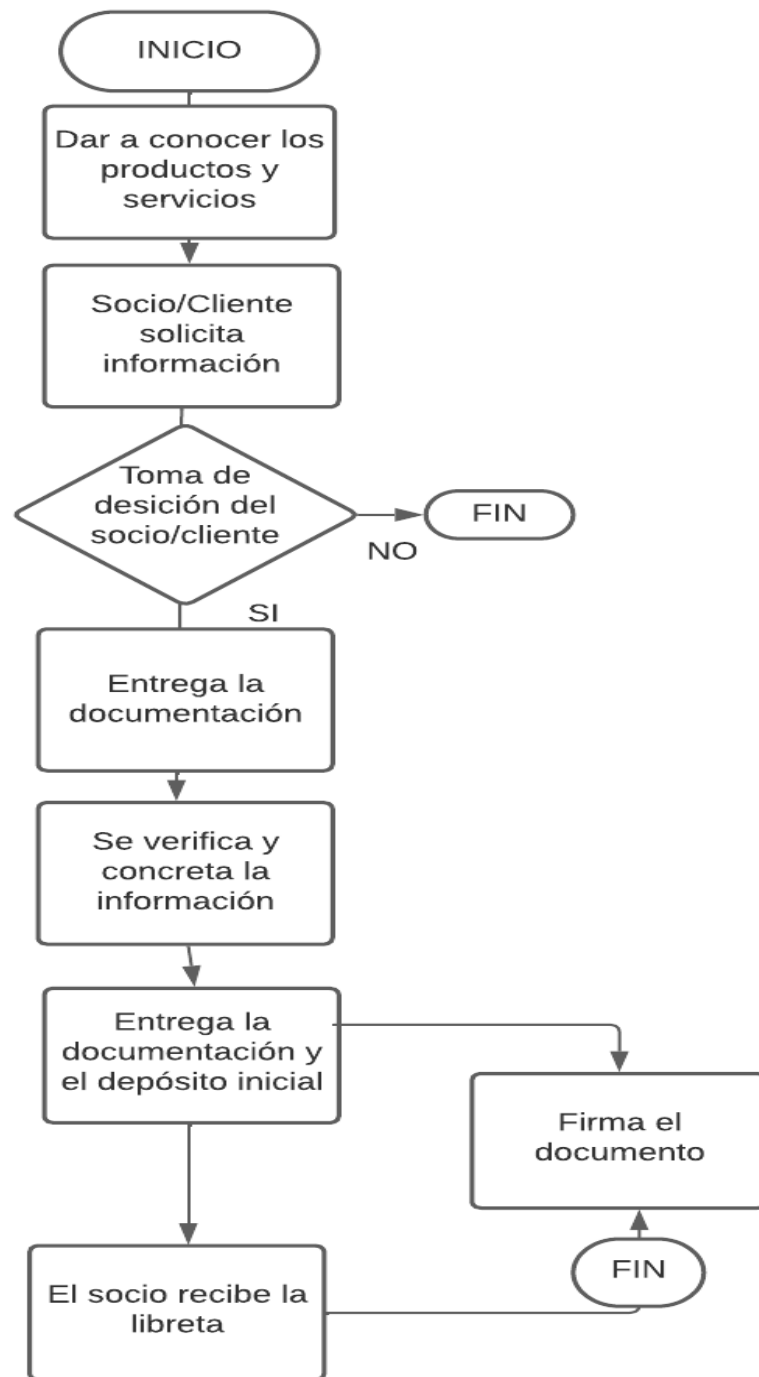 INICIO
Dar a conocer los
productos y
servicios
Socio/Cliente
solicita
información
Toma de
desición del
socio/cliente
FIN
NO
SI
Entrega la
documentación
Se verifica y
concreta la
información
Entrega la
documentación y
el depósito inicial
Firma el
documento
El socio recibe la
libreta
FIN